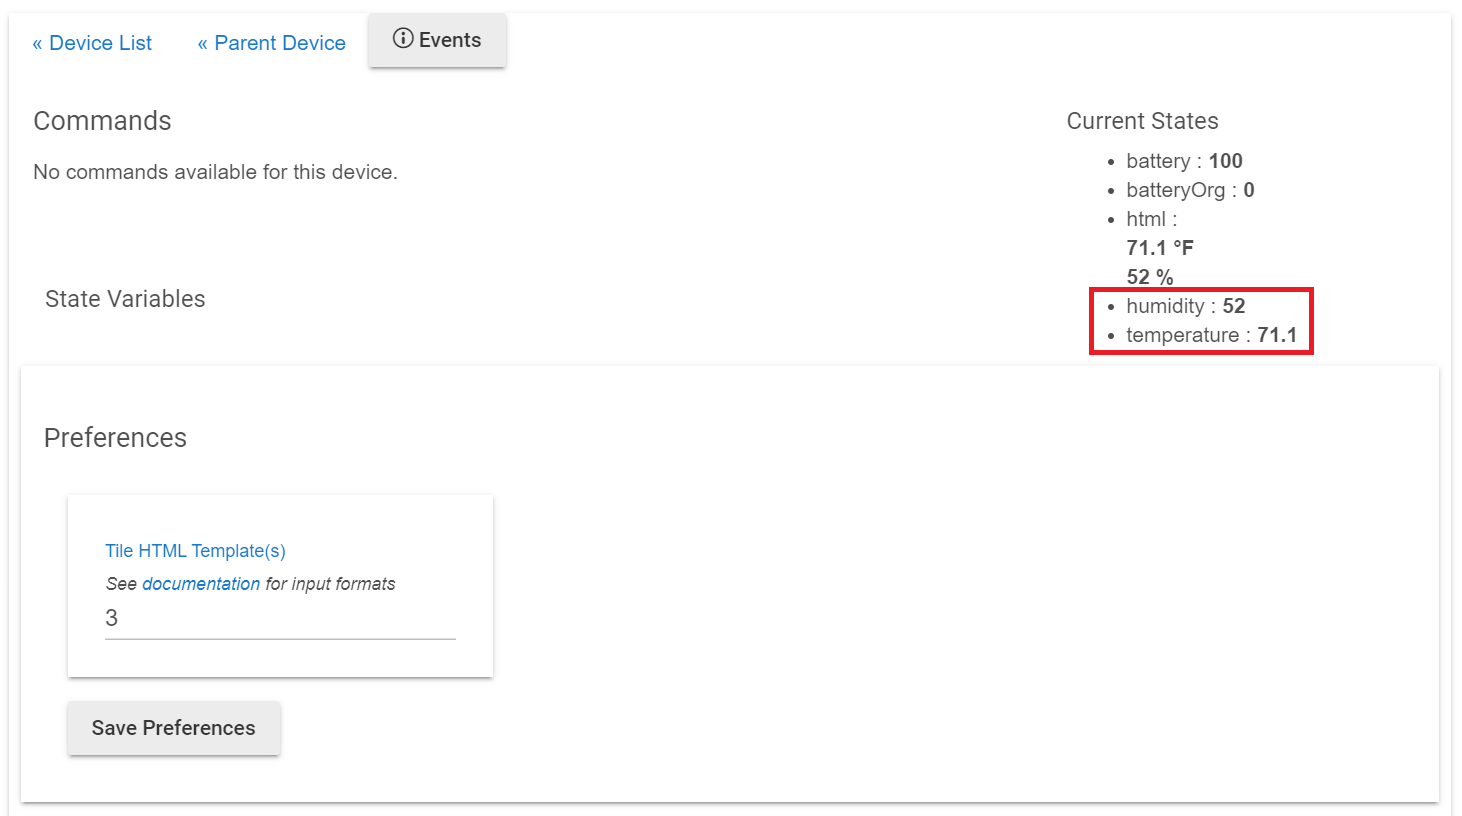 « Device List « Parent Device Events
Commands
No commands available for this device.
State Variables
Current States
battery : 100
batteryOrg : 0
html :
71.1 °F
52 %
humidity : 52
temperature : 71.1
Preferences
Tile HTML Template(s)
See documentation for input formats
3
Save Preferences